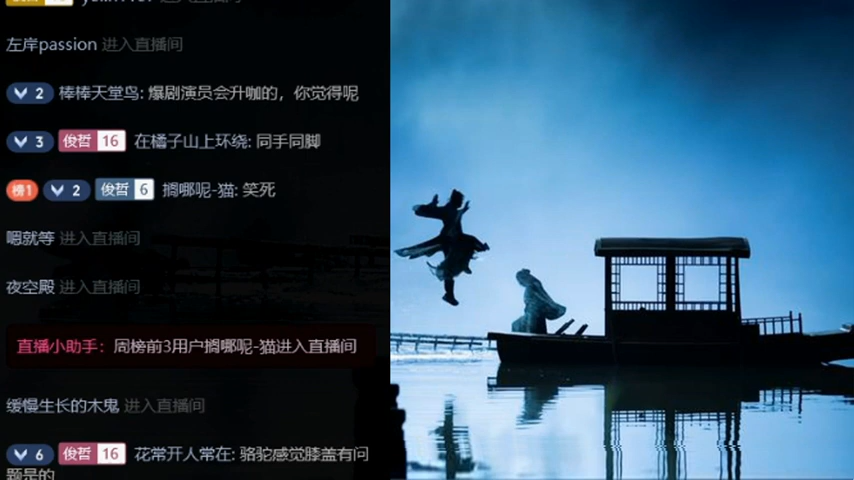 左岸passion 进入直播间
2 棒棒天堂鸟: 爆剧演员会升咖的，你觉得呢
3 俊哲 16 在橘子山上环绕: 同手同脚
榜1 2 俊哲 6 搁哪呢-猫: 笑死
嗯就等 进入直播间
夜空殿 进入直播间
直播小助手: 周榜前3用户搁哪呢-猫进入直播间
缓慢生长的木鬼 进入直播间
6 俊哲 16 花常开人常在: 骆驼感觉膝盖有问
题是的